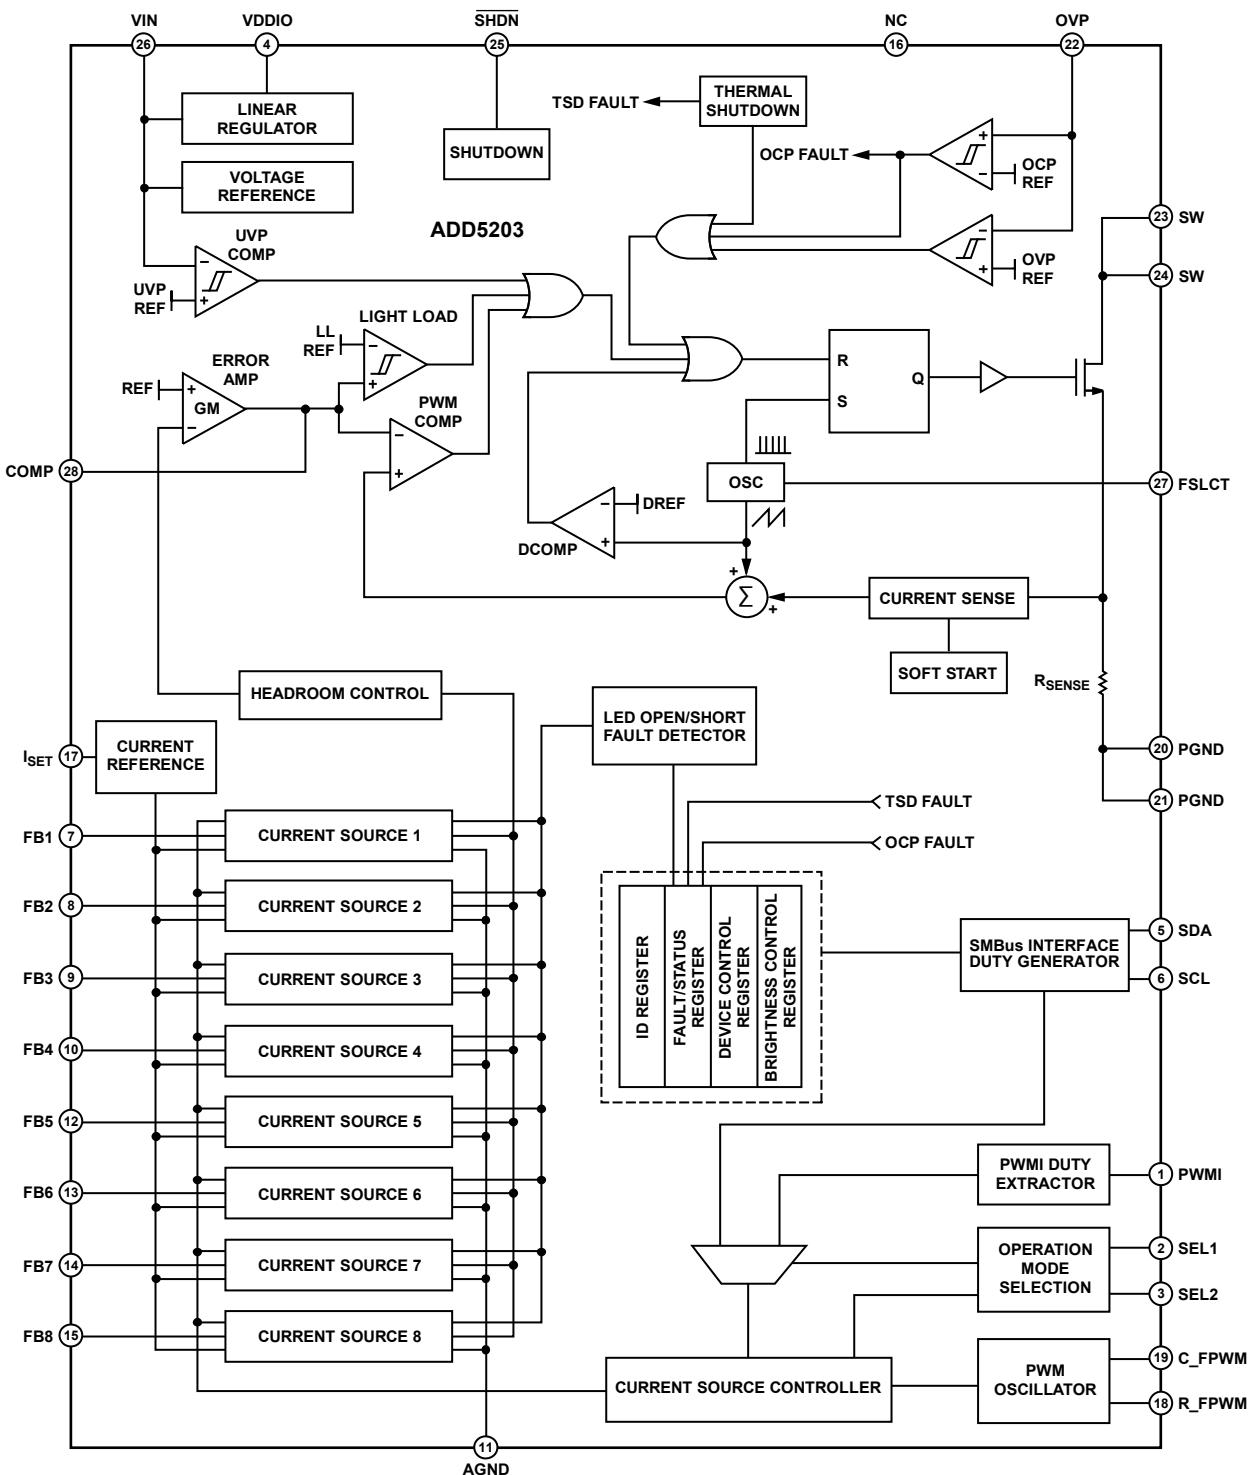 VIN
VDDIO
SHDN
NC
OVP
26
4
25
16
22
LINEAR
REGULATOR
VOLTAGE
REFERENCE
SHUTDOWN
TSD FAULT
THERMAL
SHUTDOWN
OCP FAULT
+
−
OCP
REF
ADD5203
−
+
OVP
REF
23
SW
24
SW
UVP
COMP
−
+
UVP
REF
LIGHT LOAD
LL
REF
−
+
ERROR
AMP
REF
+
GM
−
PWM
COMP
−
+
R
S
Q
COMP
28
OSC
27
FSLCT
−
DREF
+
DCOMP
+
Σ
+
CURRENT SENSE
SOFT START
RSENSE
HEADROOM CONTROL
LED OPEN/SHORT
FAULT DETECTOR
ISET
17
CURRENT
REFERENCE
20
PGND
21
PGND
TSD FAULT
OCP FAULT
FB1
7
CURRENT SOURCE 1
FB2
8
CURRENT SOURCE 2
FB3
9
CURRENT SOURCE 3
FB4
10
CURRENT SOURCE 4
FB5
12
CURRENT SOURCE 5
FB6
13
CURRENT SOURCE 6
FB7
14
CURRENT SOURCE 7
FB8
15
CURRENT SOURCE 8
ID REGISTER
FAULT/STATUS
REGISTER
DEVICE CONTROL
REGISTER
BRIGHTNESS CONTROL
REGISTER
SMBus INTERFACE
DUTY GENERATOR
5
SDA
6
SCL
PWMI DUTY
EXTRACTOR
1
PWMI
OPERATION
MODE
SELECTION
2
SEL1
3
SEL2
CURRENT SOURCE CONTROLLER
PWM
OSCILLATOR
19
C_FPWM
18
R_FPWM
11
AGND